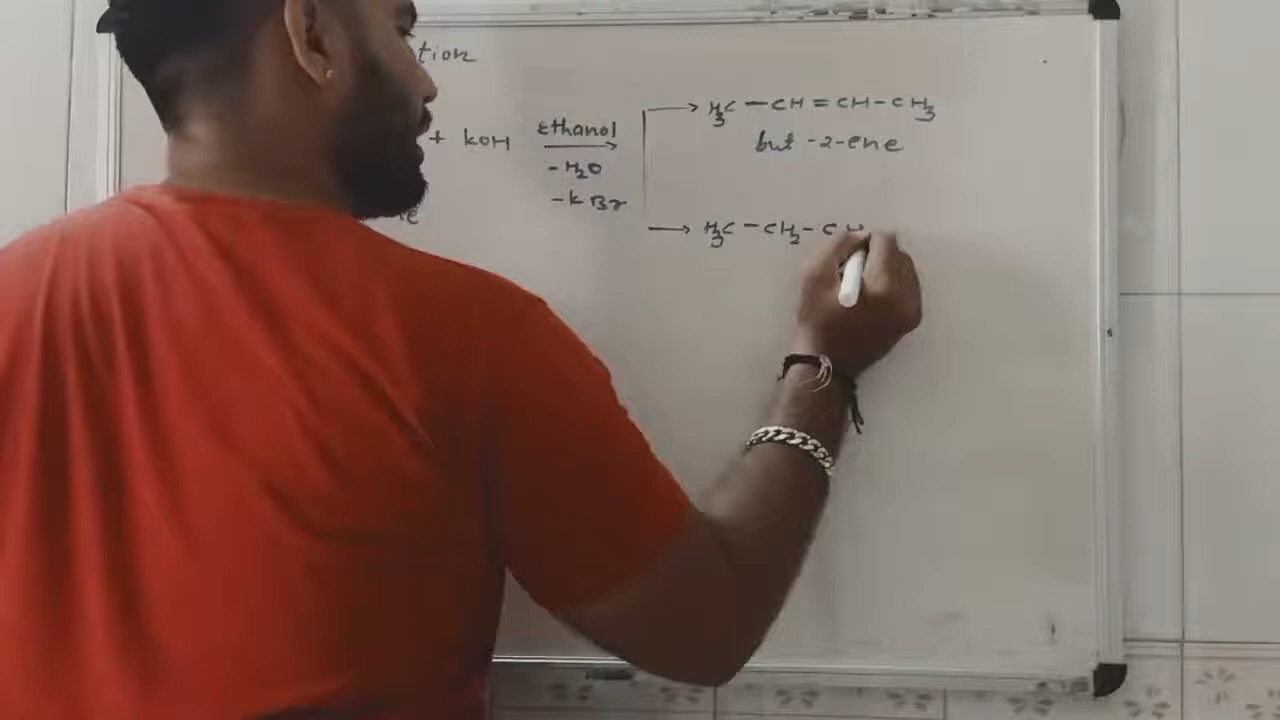 tion
+ KOH Ethanol
-H₂O
-KBr
H₃C - CH = CH - CH₃
but -2-ene
H₃C - CH₂ - CH